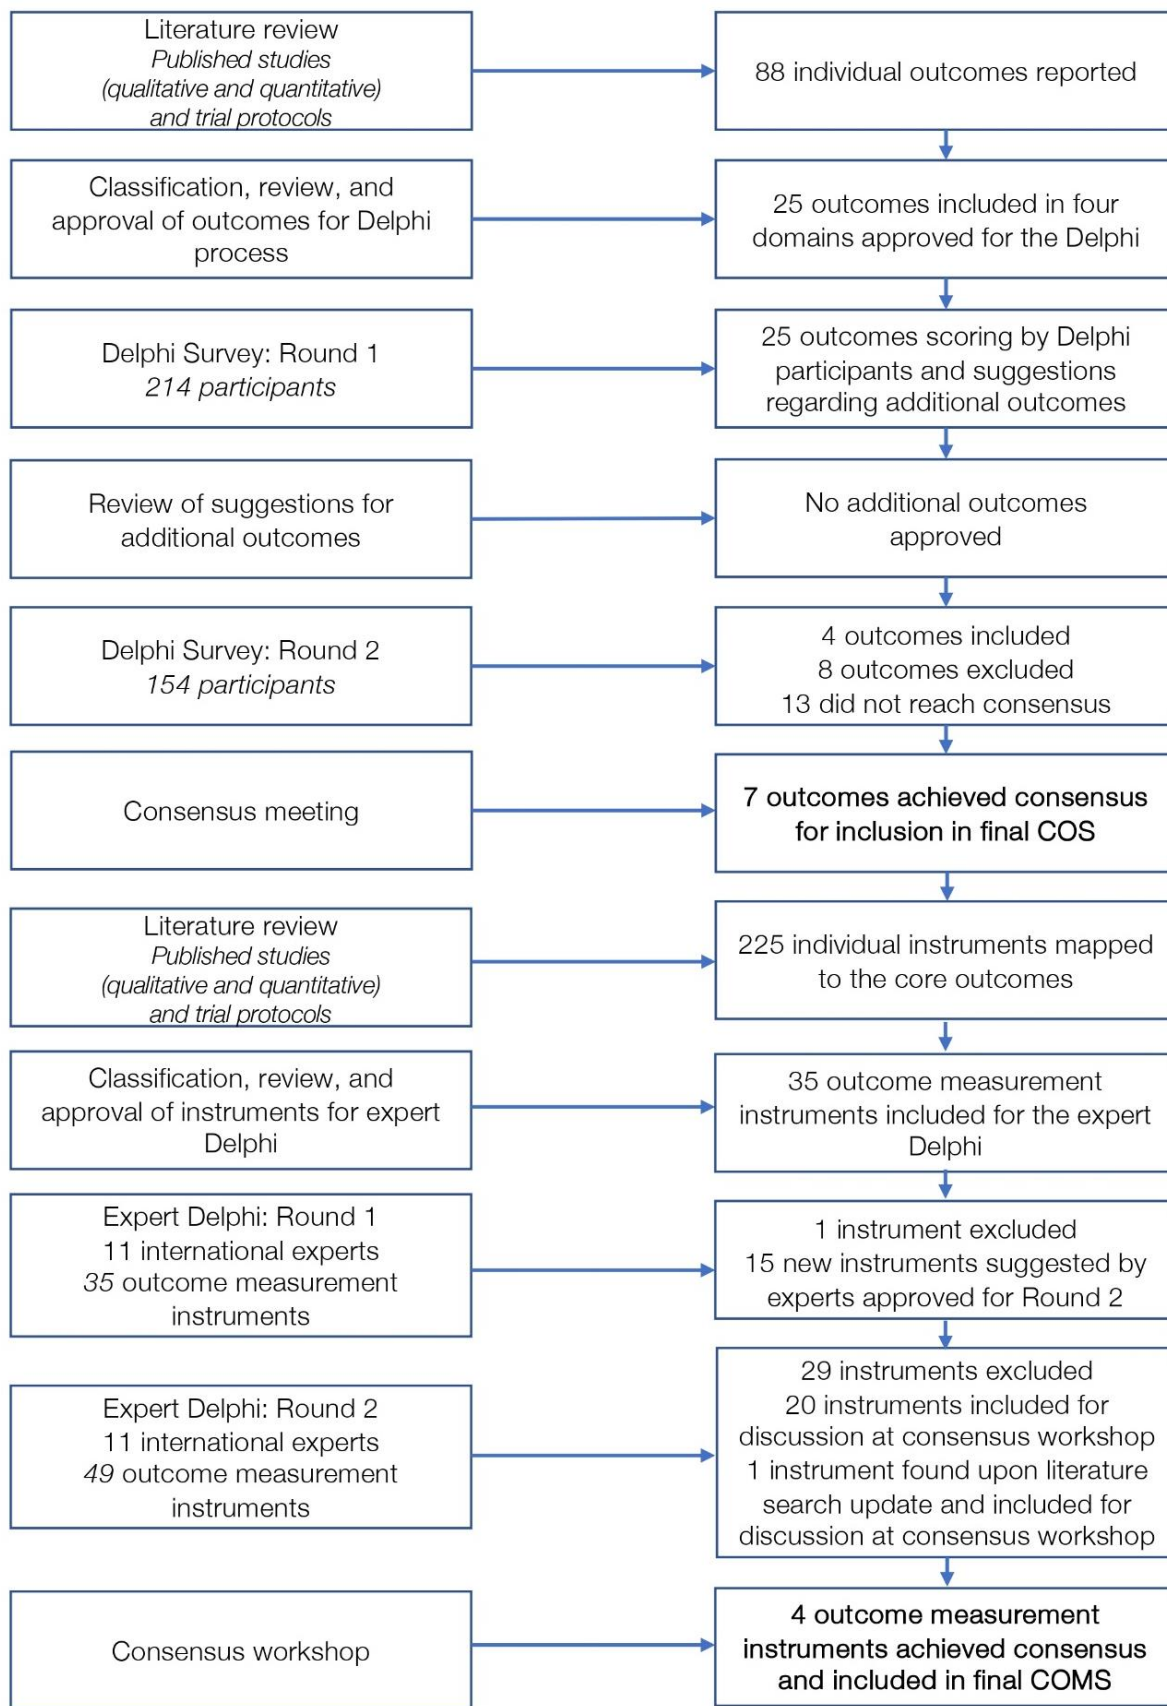 Literature review
Published studies
(qualitative and quantitative)
and trial protocols
88 individual outcomes reported
Classification, review, and
approval of outcomes for Delphi
process
25 outcomes included in four
domains approved for the Delphi
Delphi Survey: Round 1
214 participants
25 outcomes scoring by Delphi
participants and suggestions
regarding additional outcomes
Review of suggestions for
additional outcomes
No additional outcomes
approved
Delphi Survey: Round 2
154 participants
4 outcomes included
8 outcomes excluded
13 did not reach consensus
Consensus meeting
7 outcomes achieved consensus
for inclusion in final COS
Literature review
Published studies
(qualitative and quantitative)
and trial protocols
225 individual instruments mapped
to the core outcomes
Classification, review, and
approval of instruments for expert
Delphi
35 outcome measurement
instruments included for the expert
Delphi
Expert Delphi: Round 1
11 international experts
35 outcome measurement
instruments
1 instrument excluded
15 new instruments suggested by
experts approved for Round 2
Expert Delphi: Round 2
11 international experts
49 outcome measurement
instruments
29 instruments excluded
20 instruments included for
discussion at consensus workshop
1 instrument found upon literature
search update and included for
discussion at consensus workshop
Consensus workshop
4 outcome measurement
instruments achieved consensus
and included in final COMS